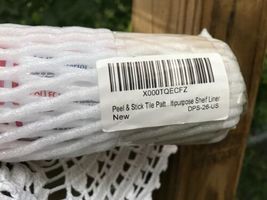 X000TQECFZ
Peel & Stick Tile Patt...ltipurpose Shelf Liner
DPS-26-US
New